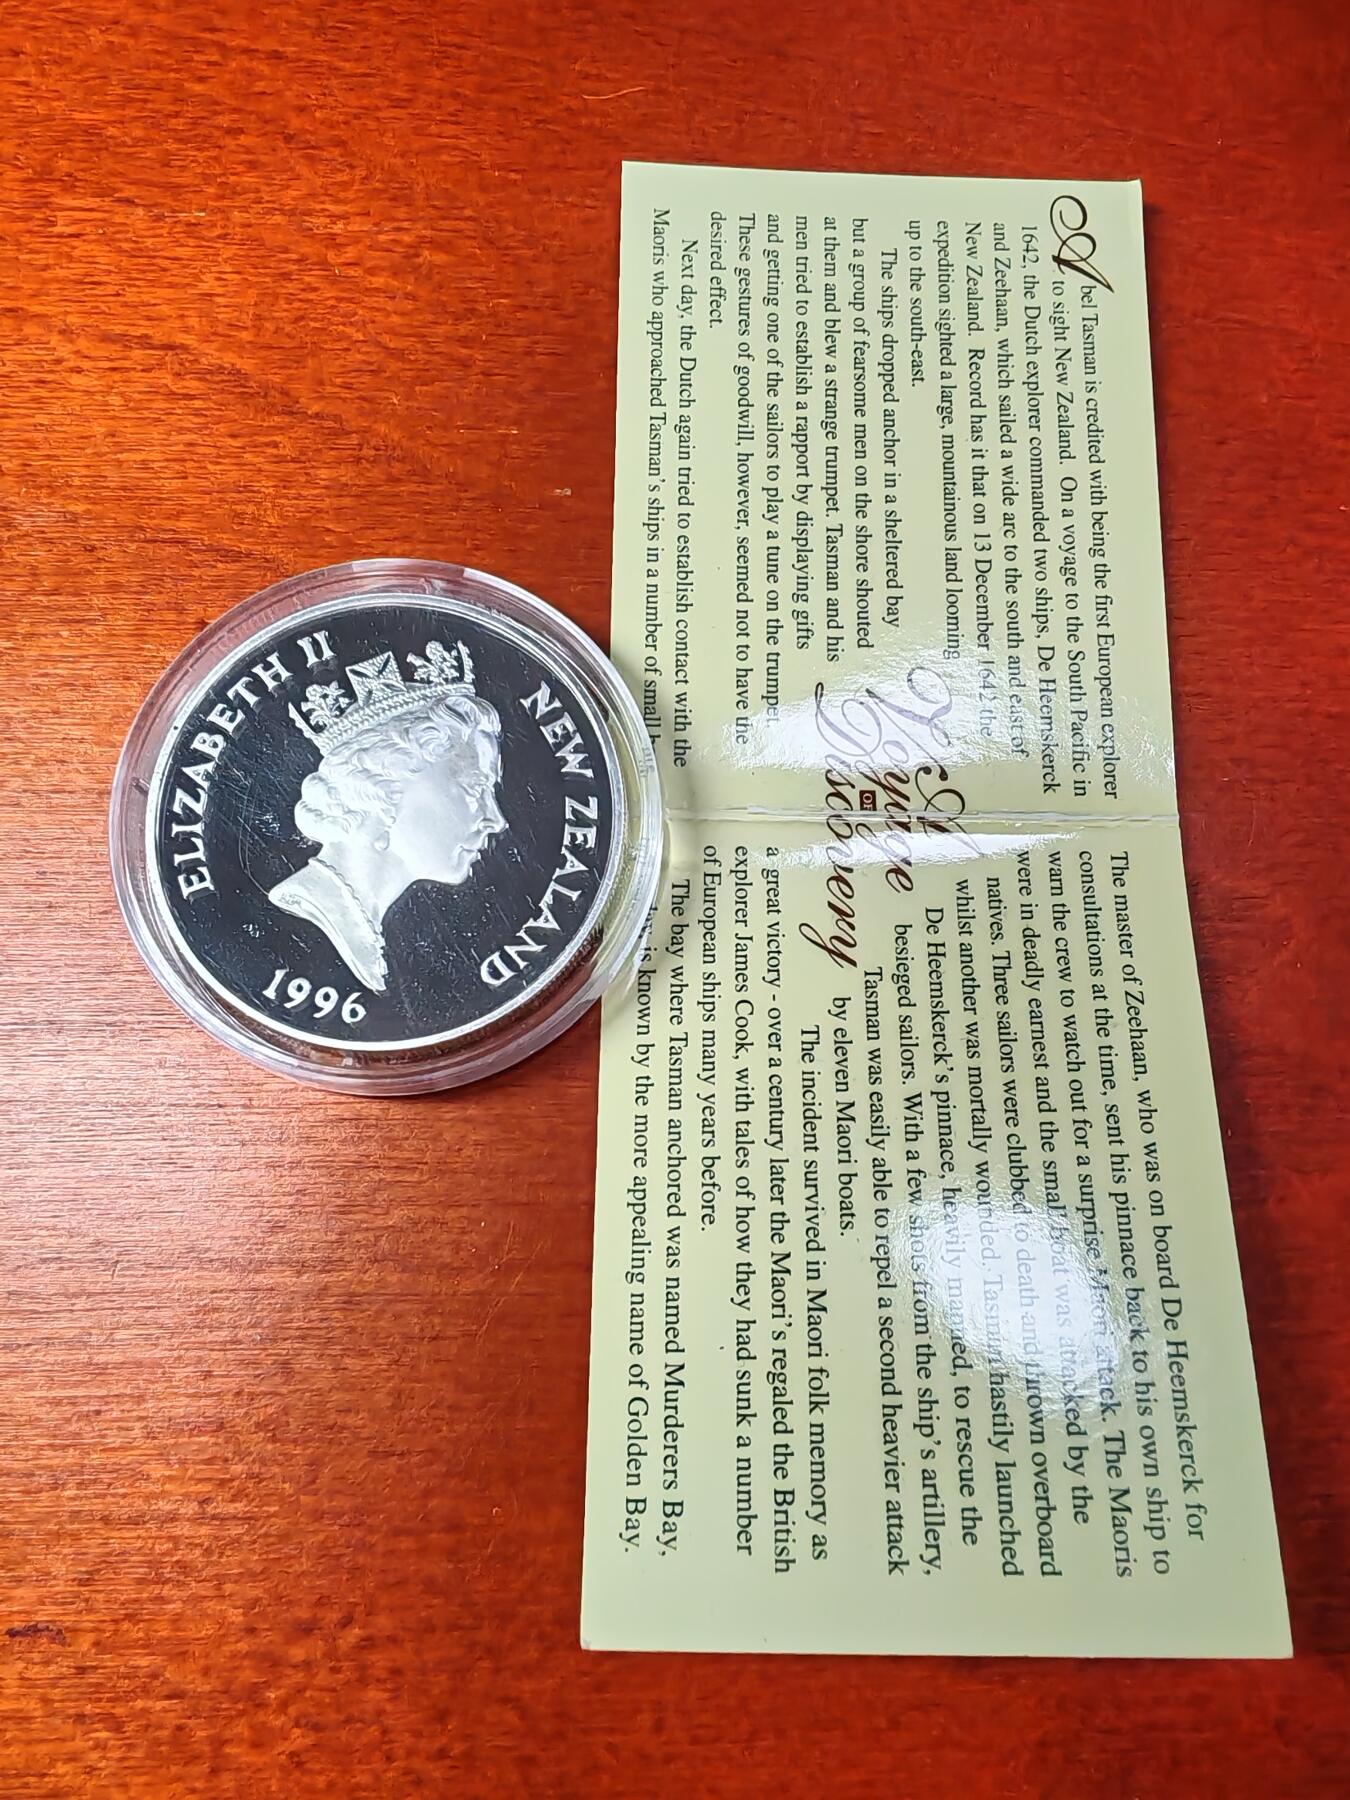 ELIZABETH II
NEW ZEALAND
1996
Abel Tasman is credited with being the first European explorer
to sight New Zealand. On a voyage to the South Pacific in
1642, the Dutch explorer commanded two ships, De Heemskerck
and Zeehaan, which sailed a wide arc to the south and east of
New Zealand. Record has it that on 13 December 1642 the
expedition sighted a large, mountainous land looming
up to the south-east.
The ships dropped anchor in a sheltered bay
but a group of fearsome men on the shore shouted
at them and blew a strange trumpet. Tasman and his
men tried to establish a rapport by displaying gifts
and getting one of the sailors to play a tune on the trumpet.
These gestures of goodwill, however, seemed not to have the
desired effect.
Next day, the Dutch again tried to establish contact with the
Maoris who approached Tasman's ships in a number of small
A
Voyage
OF
Discovery
The master of Zeehaan, who was on board De Heemskerck for
consultations at the time, sent his pinnace back to his own ship to
warn the crew to watch out for a surprise Maori attack. The Maoris
were in deadly earnest and the small boat was attacked by the
natives. Three sailors were clubbed to death and thrown overboard
whilst another was mortally wounded. Tasman hastily launched
De Heemskerck's pinnace, heavily manned, to rescue the
besieged sailors. With a few shots from the ship's artillery,
Tasman was easily able to repel a second heavier attack
by eleven Maori boats.
The incident survived in Maori folk memory as
a great victory - over a century later the Maori's regaled the British
explorer James Cook, with tales of how they had sunk a number
of European ships many years before.
The bay where Tasman anchored was named Murderers Bay,
is known by the more appealing name of Golden Bay.